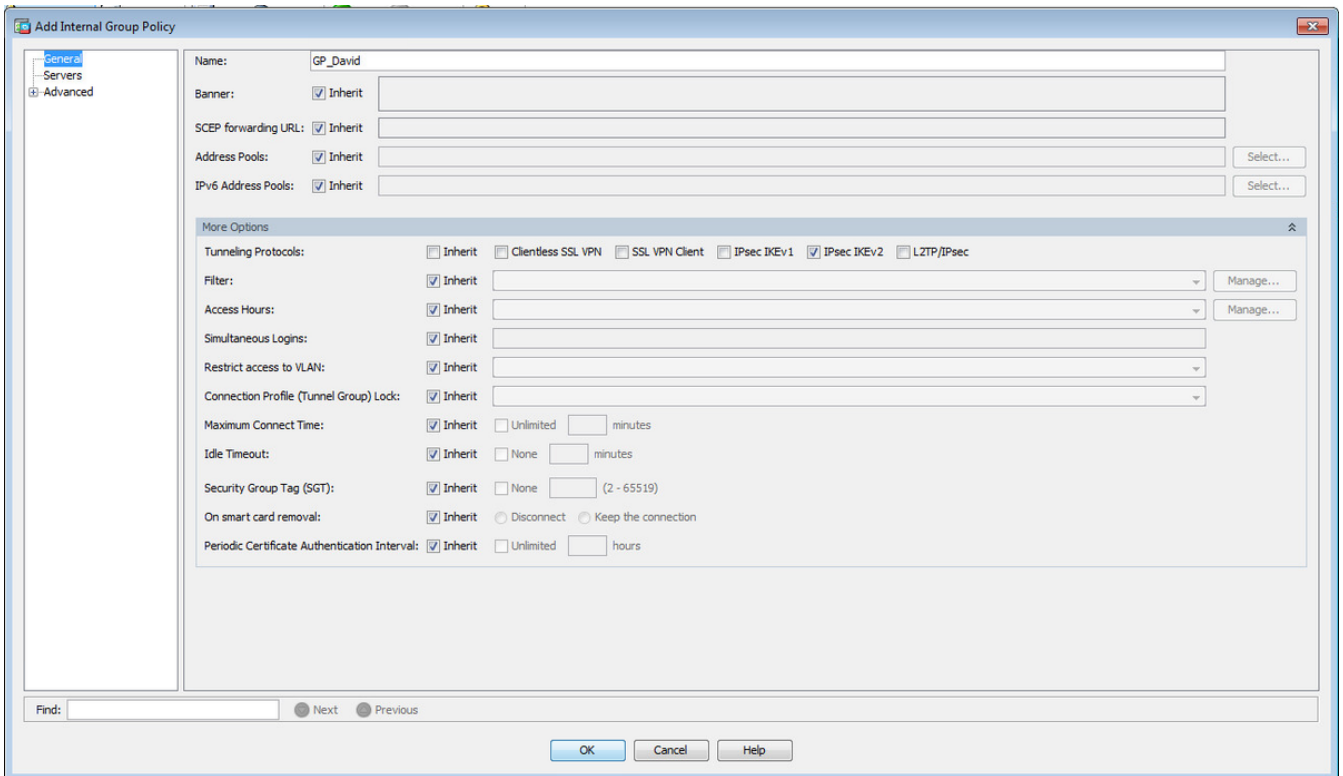 Add Internal Group Policy
General
Servers
Advanced
Name: GP_David
Banner: Inherit
SCEP forwarding URL: Inherit
Address Pools: Inherit Select...
IPv6 Address Pools: Inherit Select...
More Options
Tunneling Protocols: Inherit Clientless SSL VPN SSL VPN Client IPsec IKEv1 IPsec IKEv2 L2TP/IPsec
Filter: Inherit Manage...
Access Hours: Inherit Manage...
Simultaneous Logins: Inherit
Restrict access to VLAN: Inherit
Connection Profile (Tunnel Group) Lock: Inherit
Maximum Connect Time: Inherit Unlimited minutes
Idle Timeout: Inherit None minutes
Security Group Tag (SGT): Inherit None (2 - 65519)
On smart card removal: Inherit Disconnect Keep the connection
Periodic Certificate Authentication Interval: Inherit Unlimited hours
Find: Next Previous
OK Cancel Help